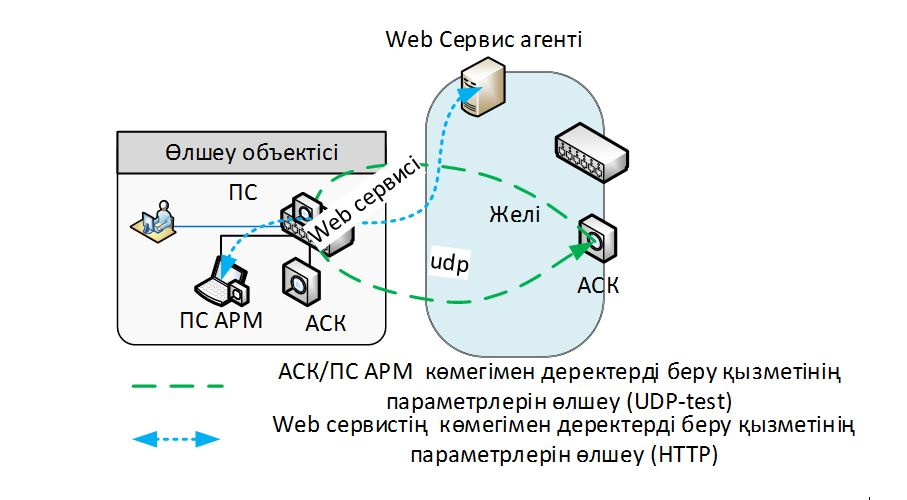 Web Сервис агенті
Өлшеу объектісі
ПС
Web сервисі
Желі
udp
АСК
ПС АРМ
АСК
АСК/ПС АРМ көмегімен деректерді беру қызметінің
параметрлерін өлшеу (UDP-test)
Web сервистің көмегімен деректерді беру қызметінің
параметрлерін өлшеу (HTTP)